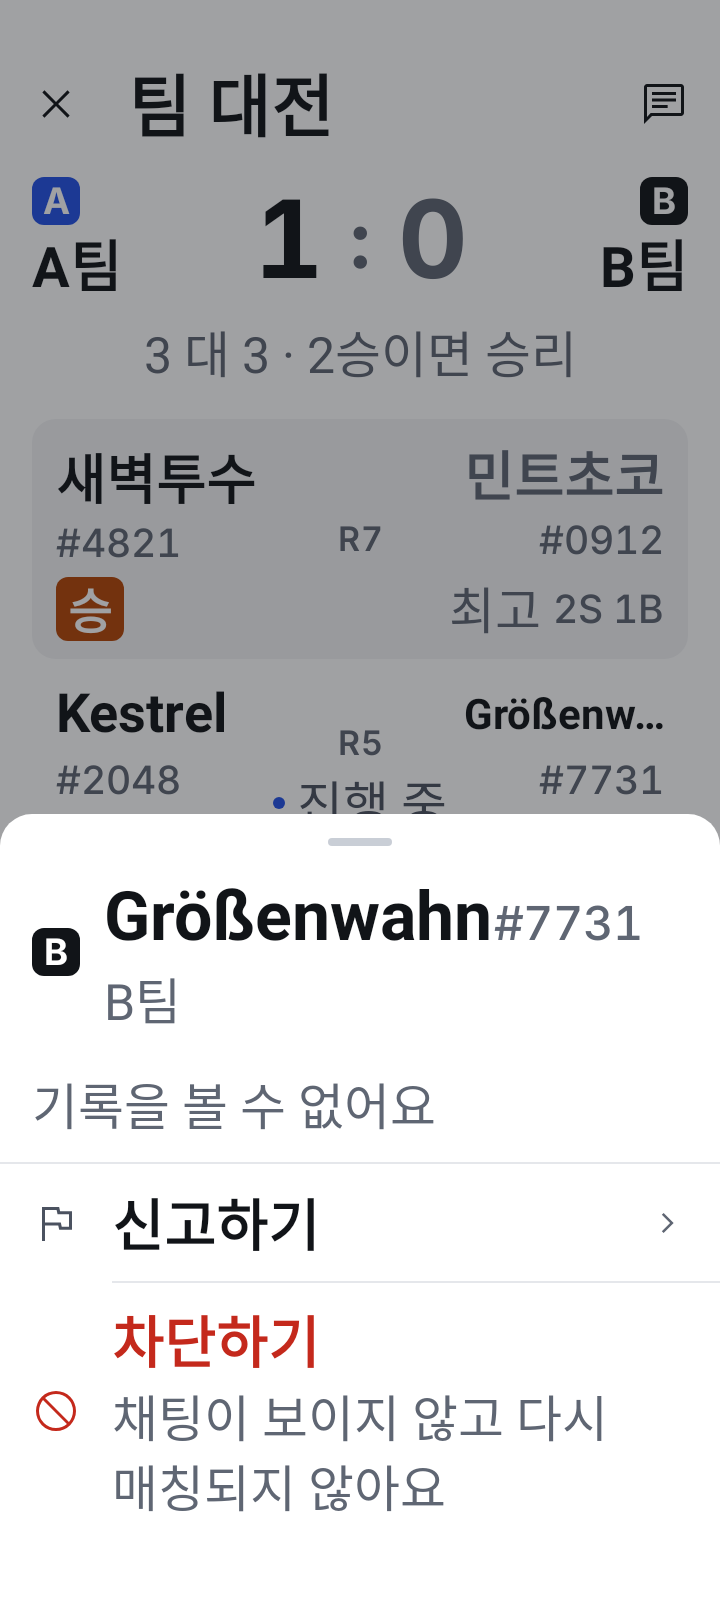 팀 대전
A
B
A팀
1 : 0
B팀
3 대 3 · 2승이면 승리
새벽투수
민트초코
#4821
R7
#0912
승
최고 2S 1B
Kestrel
Größenw...
R5
#2048
#7731
진행 중
B
Größenwahn#7731
B팀
기록을 볼 수 없어요
신고하기
차단하기
채팅이 보이지 않고 다시
매칭되지 않아요